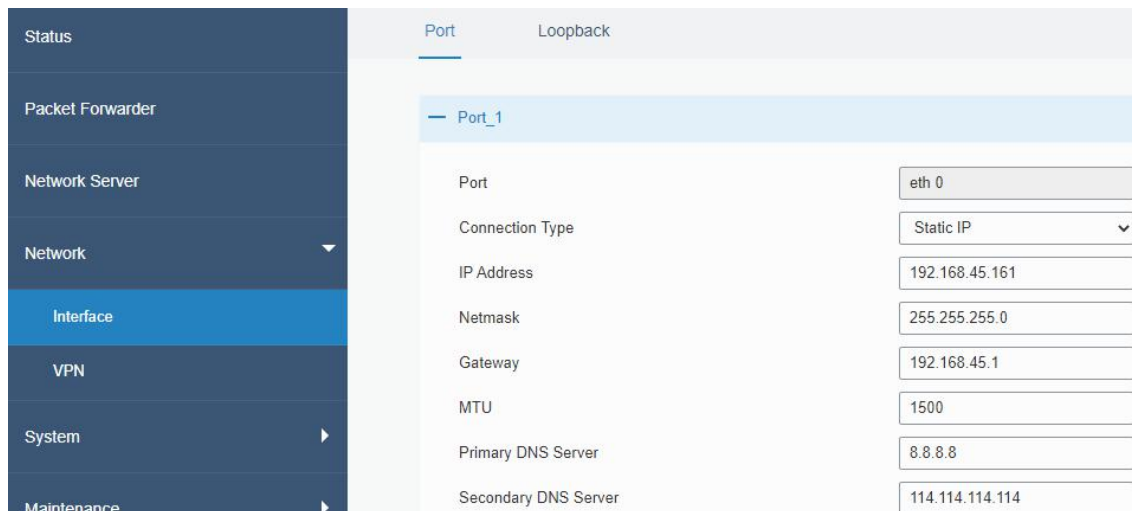 Status
Packet Forwarder
Network Server
Network
Interface
VPN
System
Maintenance
Port Loopback
Port_1
Port eth 0
Connection Type Static IP
IP Address 192.168.45.161
Netmask 255.255.255.0
Gateway 192.168.45.1
MTU 1500
Primary DNS Server 8.8.8.8
Secondary DNS Server 114.114.114.114